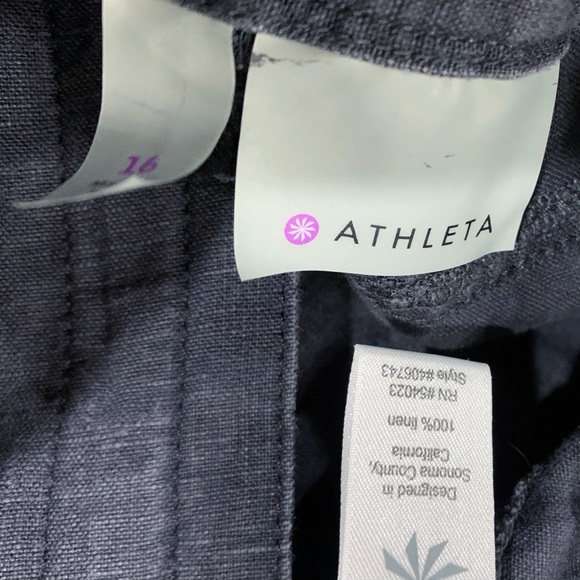 16
ATHLETA
Designed in
Sonoma County,
California
100% linen
RN #54023
Style #406743